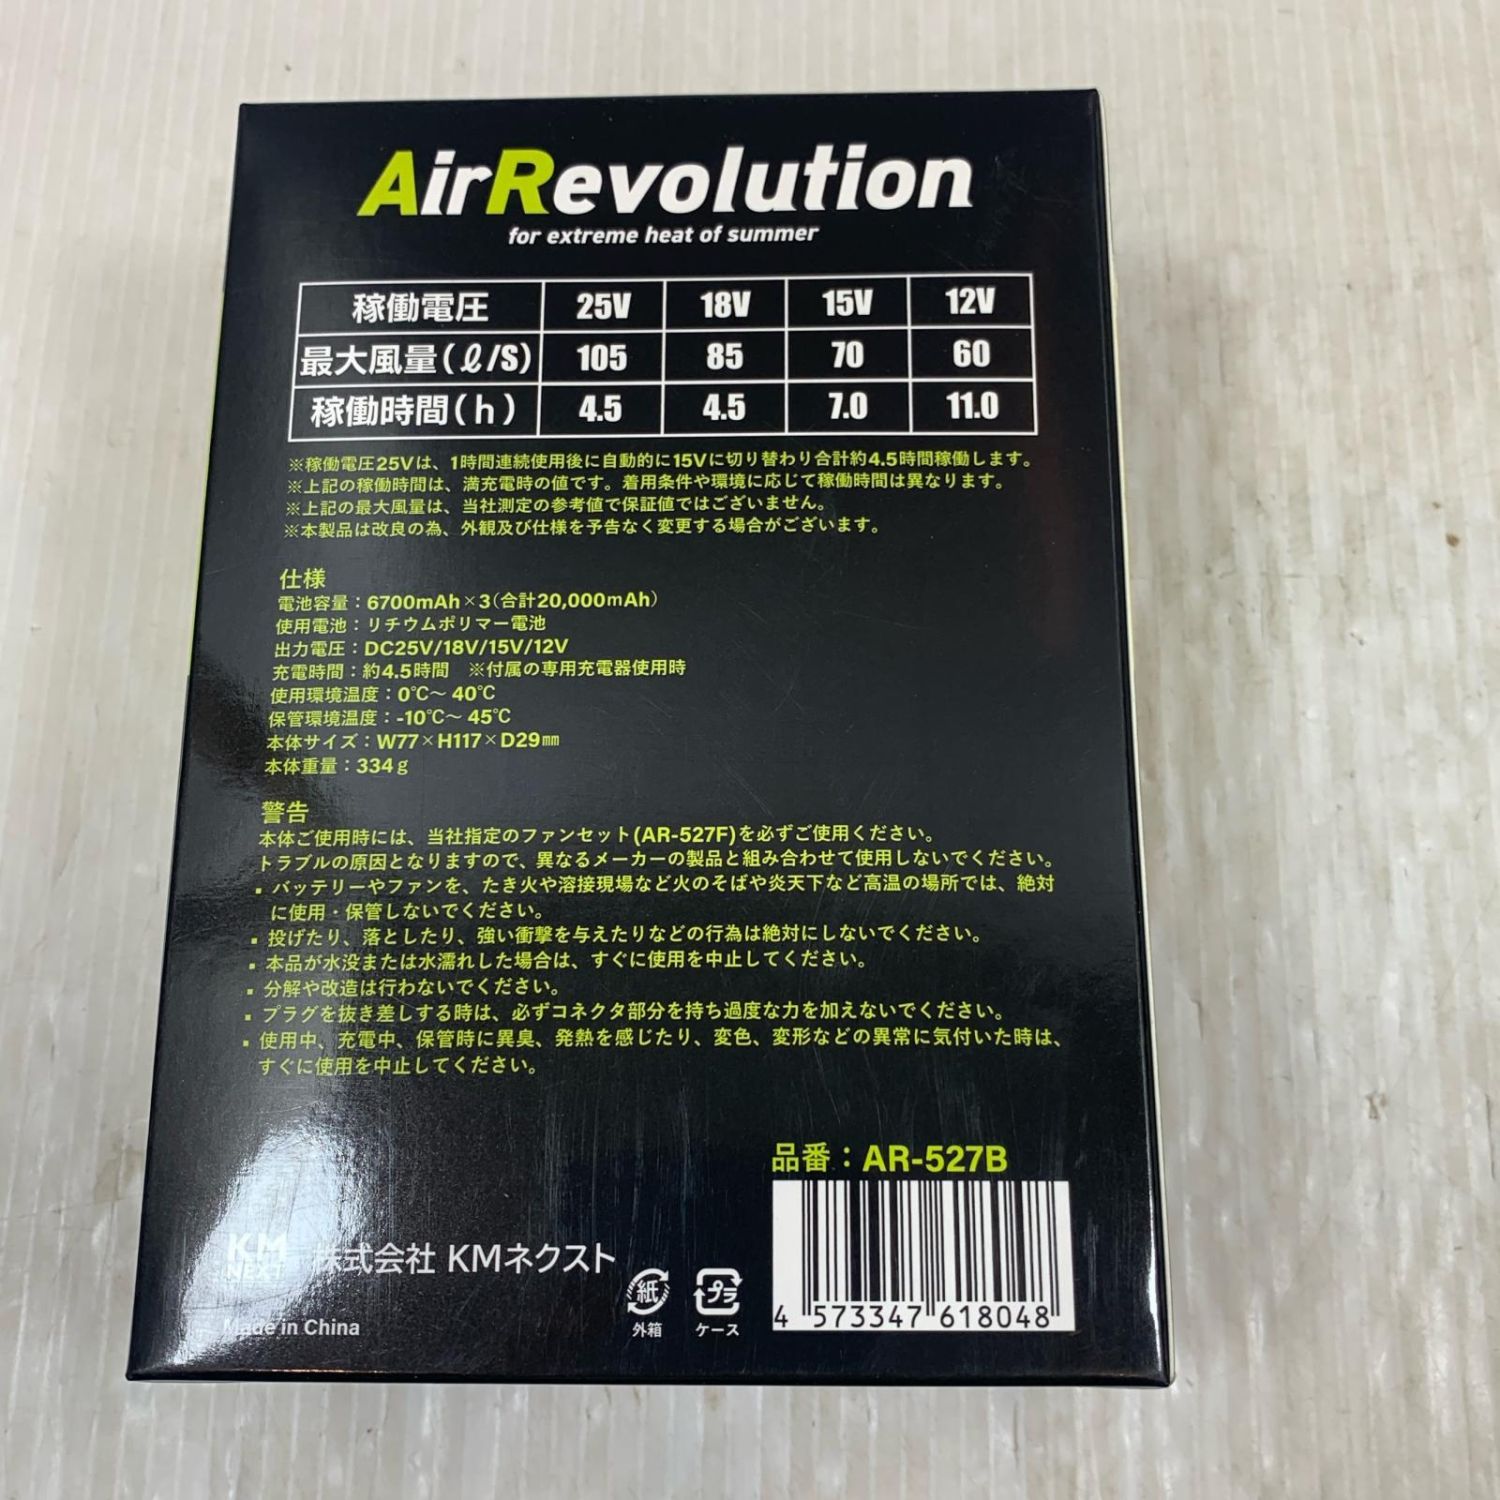 AirRevolution
for extreme heat of summer
稼働電圧 25V 18V 15V 12V
最大風量(ℓ/S) 105 85 70 60
稼働時間(h) 4.5 4.5 7.0 11.0
※稼働電圧25Vは、1時間連続使用後に自動的に15Vに切り替わり合計約4.5時間稼働します。
※上記の稼働時間は、満充電時の値です。着用条件や環境に応じて稼働時間は異なります。
※上記の最大風量は、当社測定の参考値で保証値ではございません。
※本製品は改良の為、外観及び仕様を予告なく変更する場合がございます。
仕様
電池容量：6700mAh×3(合計20,000mAh)
使用電池：リチウムポリマー電池
出力電圧：DC25V/18V/15V/12V
充電時間：約4.5時間 ※付属の専用充電器使用時
使用環境温度：0℃～40℃
保管環境温度：-10℃～45℃
本体サイズ：W77×H117×D29㎜
本体重量：334g
警告
本体ご使用時には、当社指定のファンセット(AR-527F)を必ずご使用ください。
トラブルの原因となりますので、異なるメーカーの製品と組み合わせて使用しないでください。
▪バッテリーやファンを、たき火や溶接現場など火のそばや炎天下など高温の場所では、絶対
に使用・保管しないでください。
▪投げたり、落としたり、強い衝撃を与えたりなどの行為は絶対にしないでください。
▪本品が水没または水濡れした場合は、すぐに使用を中止してください。
▪分解や改造は行わないでください。
▪プラグを抜き差しする時は、必ずコネクタ部分を持ち過度な力を加えないでください。
▪使用中、充電中、保管時に異臭、発熱を感じたり、変色、変形などの異常に気付いた時は、
すぐに使用を中止してください。
品番：AR-527B
KM
NEXT
株式会社 KMネクスト
紙
外箱
プラ
ケース
4 573347 618048
Made in China